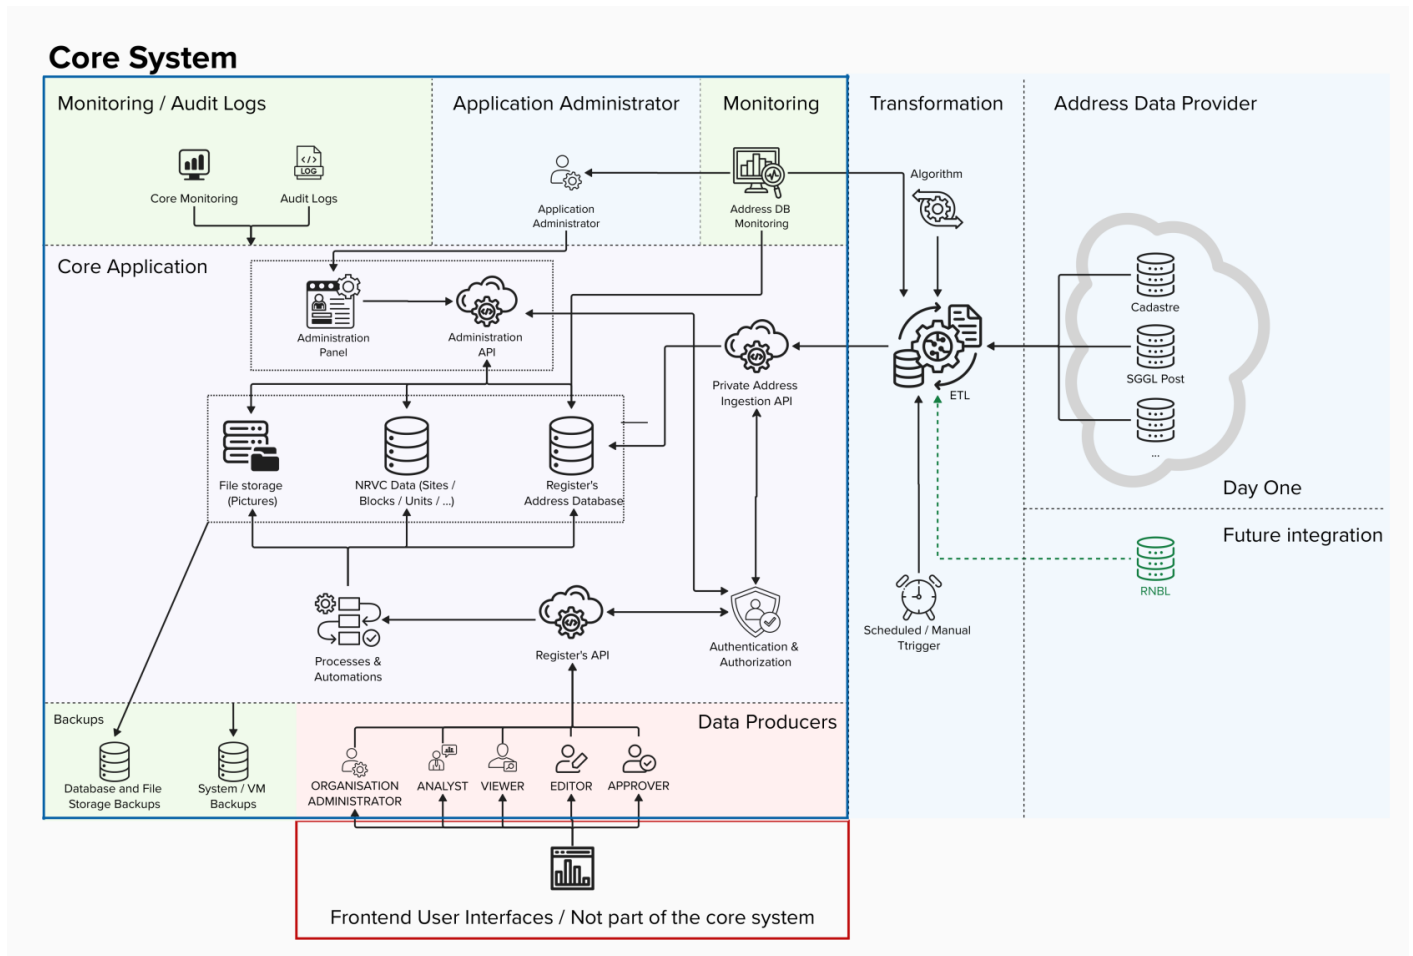 Core System
Monitoring / Audit Logs
Application Administrator
Monitoring
Transformation
Address Data Provider
LOG
Core Monitoring
Audit Logs
Application
Administrator
Address DB
Monitoring
Algorithm
Core Application
Administration
Panel
Administration
API
Private Address
Ingestion API
ETL
Cadastre
SGGL Post
...
Day One
Future integration
RNBL
File storage
(Pictures)
NRVC Data (Sites /
Blocks / Units / ...)
Register's
Address Database
Processes &
Automations
Register's API
Authentication &
Authorization
Scheduled / Manual
Ttrigger
Backups
Database and File
Storage Backups
System / VM
Backups
Data Producers
ORGANISATION
ADMINISTRATOR
ANALYST
VIEWER
EDITOR
APPROVER
Frontend User Interfaces / Not part of the core system